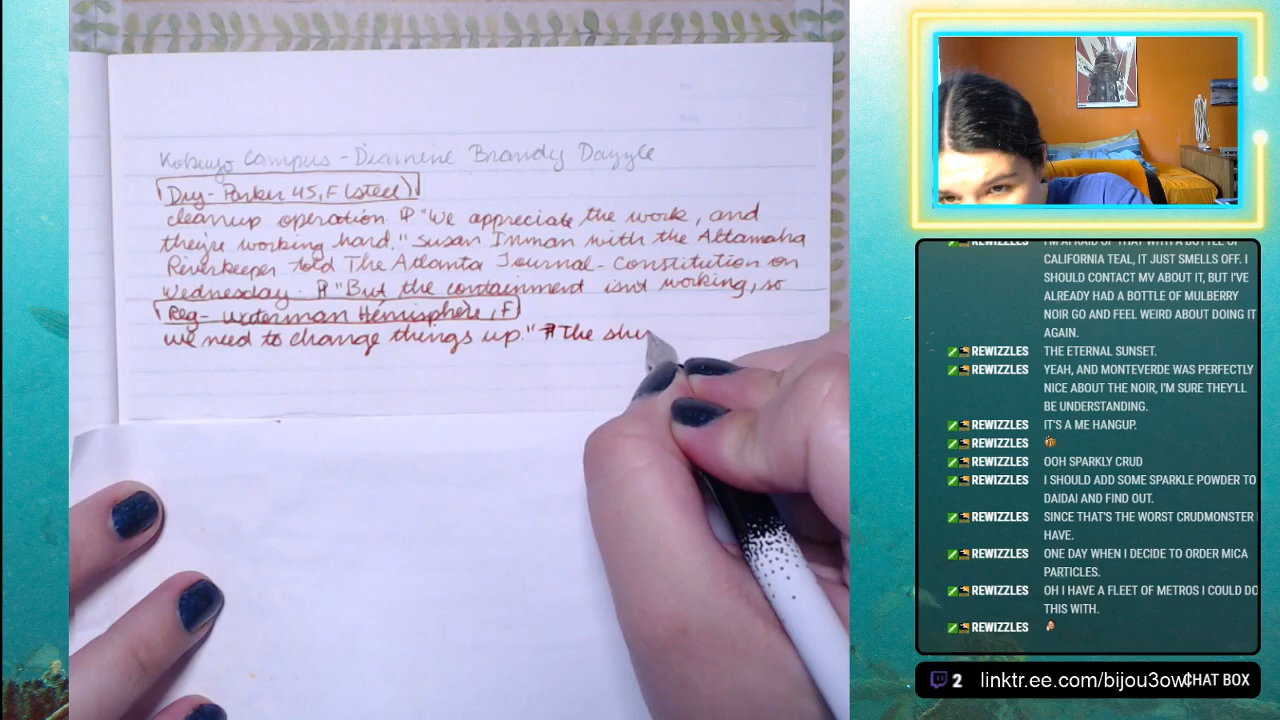 Kokuyo Campus - Diamine Brandy Dazzle
Dry - Parker 45, F (steel)
cleanup operation. ¶ "We appreciate the work, and
they're working hard." Susan Inman with the Altamaha
Riverkeeper told The Atlanta Journal-Constitution on
Wednesday. ¶ "But the containment isn't working, so
Reg - Waterman Hémisphère, F
we need to change things up." ¶ The shu
REWIZZLES I'M AFRAID OF THAT WITH A BOTTLE OF
CALIFORNIA TEAL, IT JUST SMELLS OFF. I
SHOULD CONTACT MV ABOUT IT, BUT I'VE
ALREADY HAD A BOTTLE OF MULBERRY
NOIR GO AND FEEL WEIRD ABOUT DOING IT
AGAIN.
REWIZZLES THE ETERNAL SUNSET.
REWIZZLES YEAH, AND MONTEVERDE WAS PERFECTLY
NICE ABOUT THE NOIR, I'M SURE THEY'LL
BE UNDERSTANDING.
REWIZZLES IT'S A ME HANGUP.
REWIZZLES
REWIZZLES OOH SPARKLY CRUD
REWIZZLES I SHOULD ADD SOME SPARKLE POWDER TO
DAIDAI AND FIND OUT.
REWIZZLES SINCE THAT'S THE WORST CRUDMONSTER I
HAVE.
REWIZZLES ONE DAY WHEN I DECIDE TO ORDER MICA
PARTICLES.
REWIZZLES OH I HAVE A FLEET OF METROS I COULD DO
THIS WITH.
REWIZZLES
2 linktr.ee.com/bijou3owl CHAT BOX